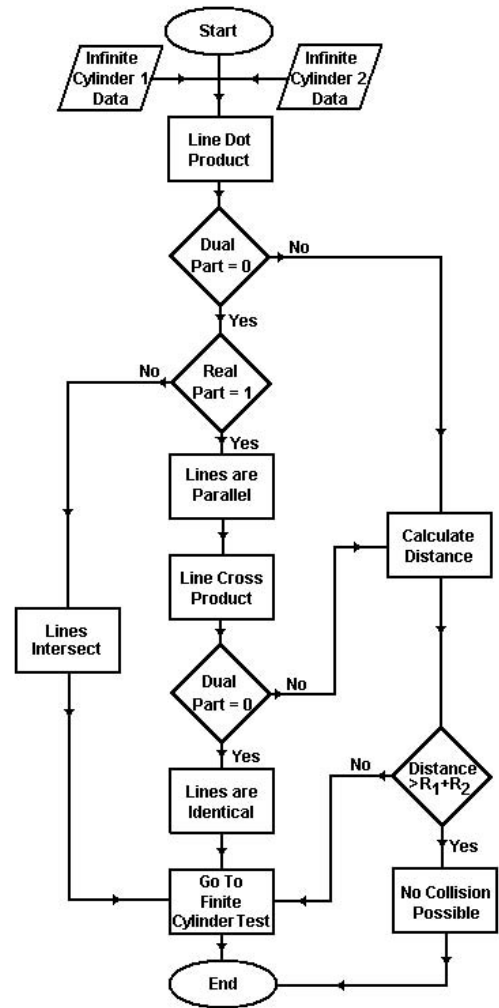 Start
Infinite
Cylinder 1
Data
Infinite
Cylinder 2
Data
Line Dot
Product
Dual
Part = 0
No
Yes
No
Real
Part = 1
Yes
Lines are
Parallel
Calculate
Distance
Line Cross
Product
Lines
Intersect
Dual
Part = 0
No
Yes
No
Distance
>R1+R2
Yes
Lines are
Identical
Go To
Finite
Cylinder Test
No Collision
Possible
End